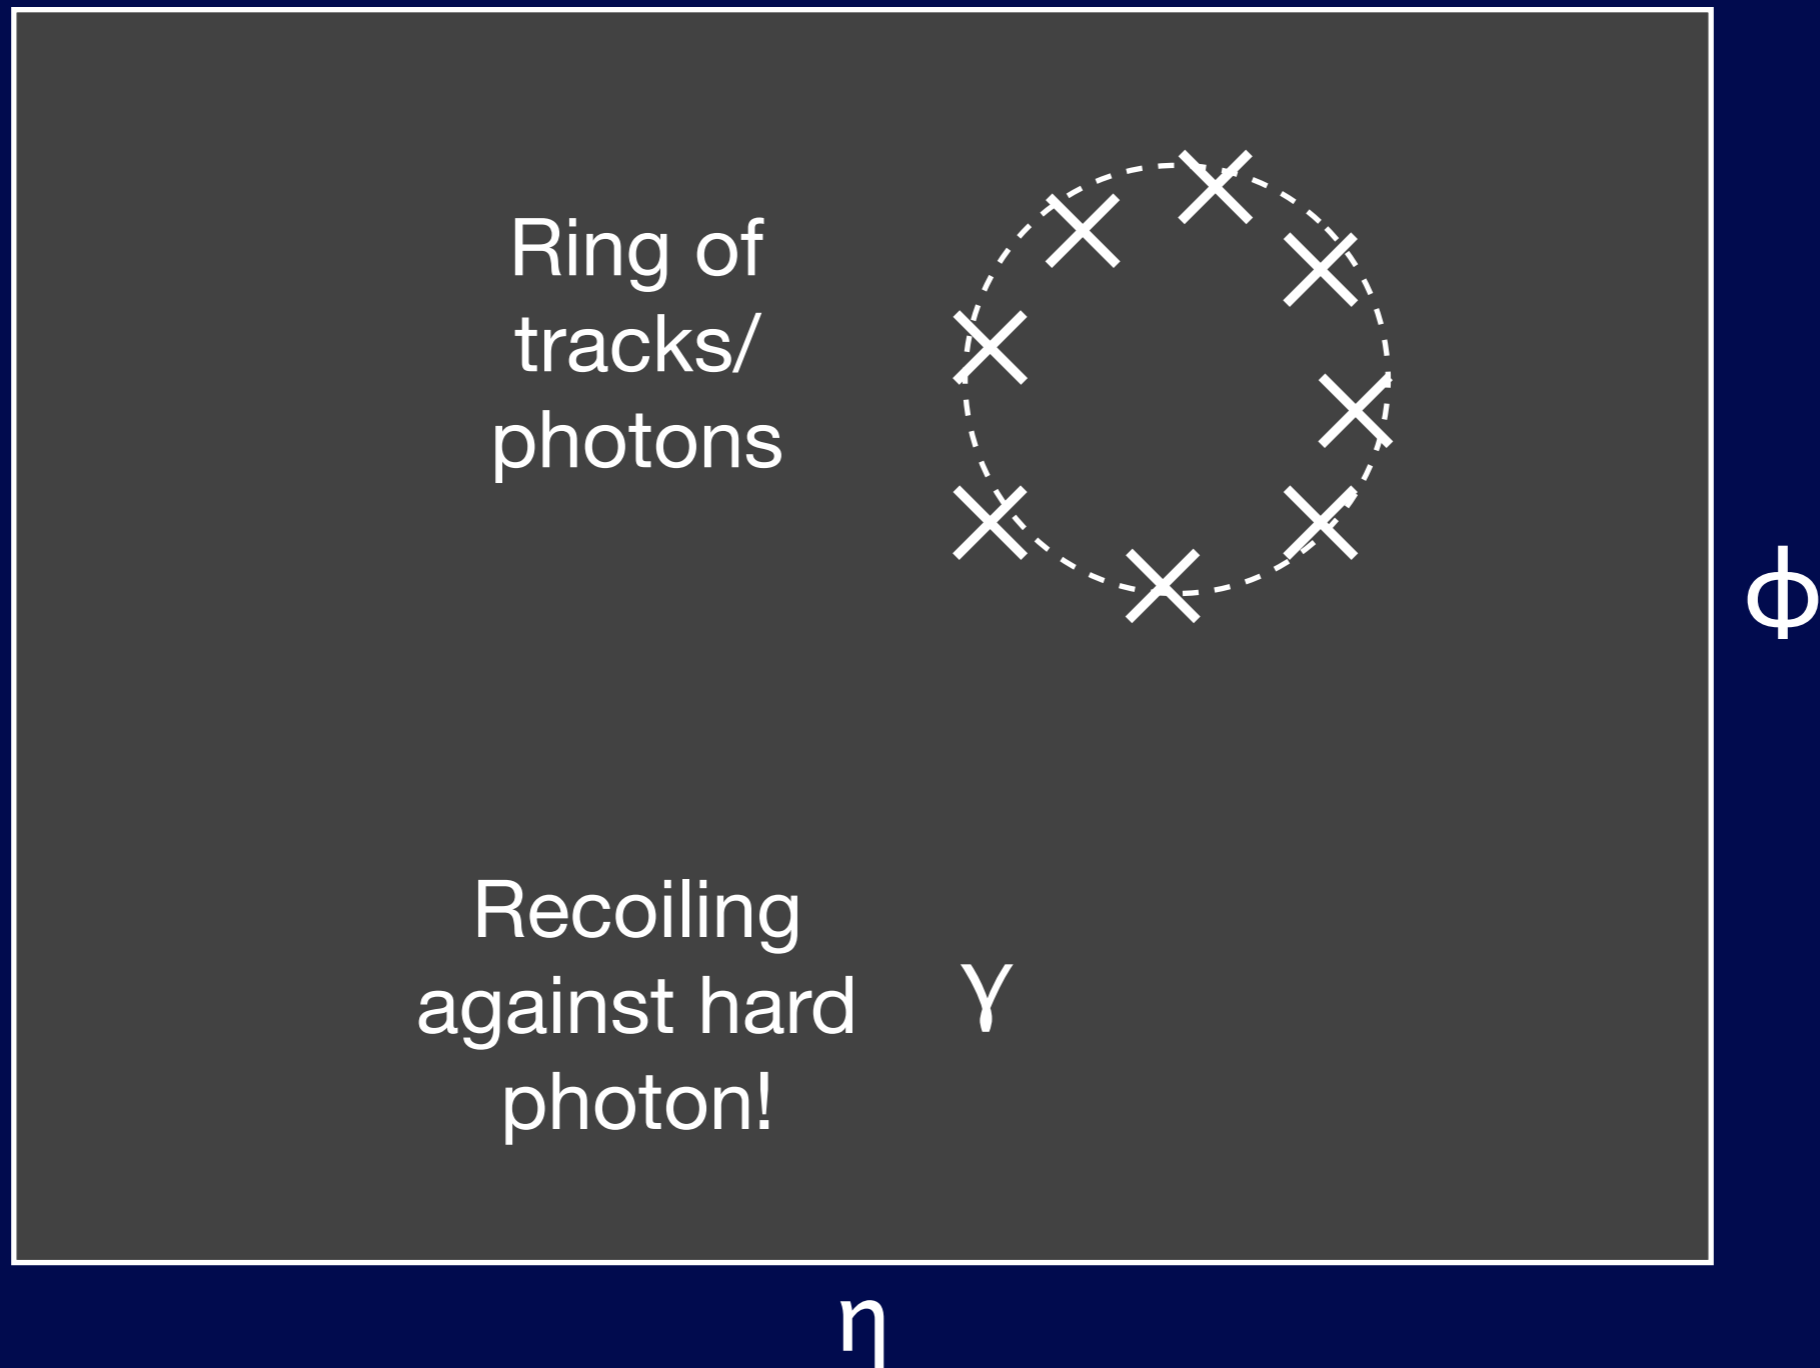 Ring of
tracks/
photons
ϕ
Recoiling
against hard
photon!
γ
η